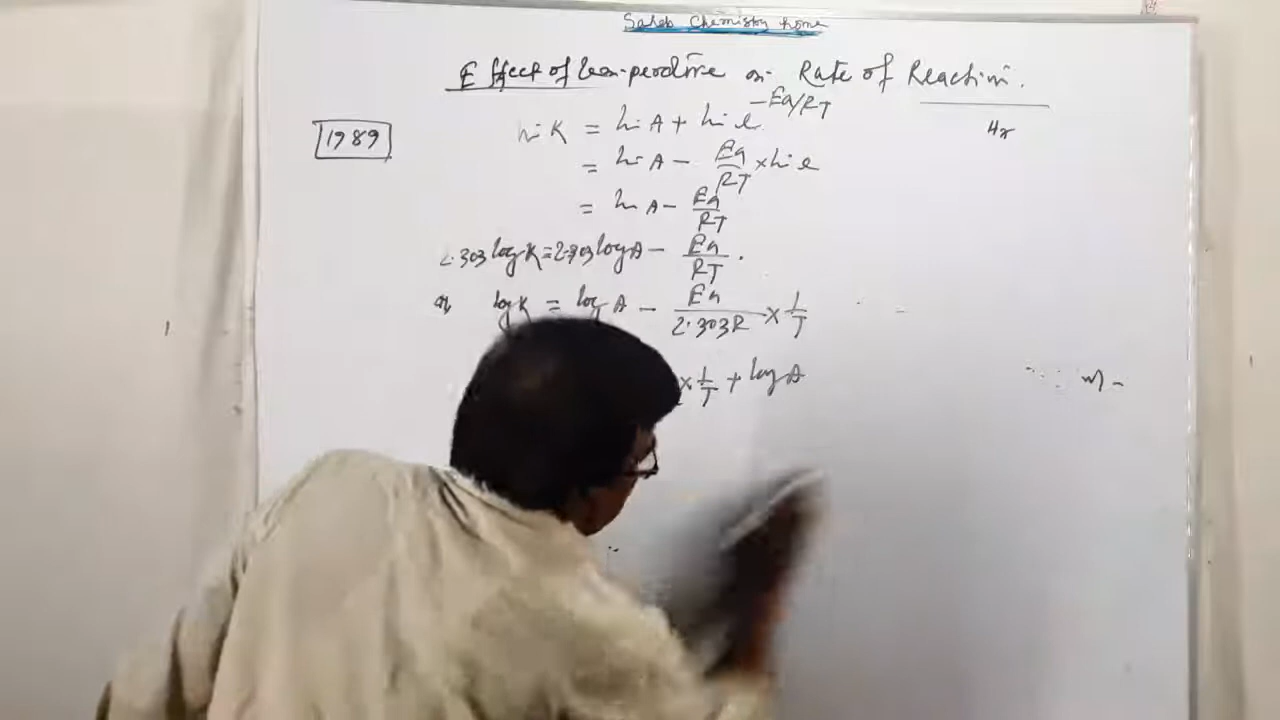 Saheb Chemistry home
Effect of temperature on Rate of Reaction.
1989
ln K = ln A + ln e^-Ea/RT
= ln A - Ea/RT × ln e
= ln A - Ea/RT
2.303 log K = 2.303 log A - Ea/RT .
or log K = log A - Ea/2.303R × 1/T
× 1/T + log A